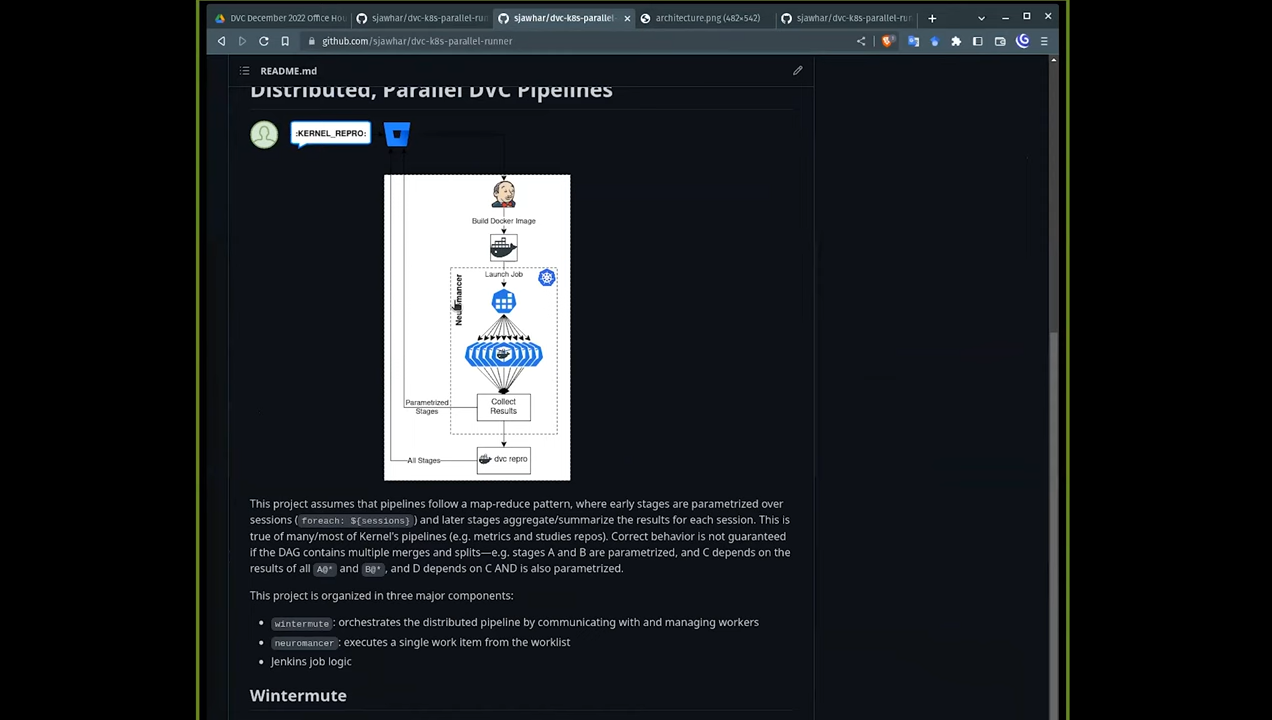 DVC December 2022 Office Hou
sjawhar/dvc-k8s-parallel-run
sjawhar/dvc-k8s-parallel-
architecture.png (482×542)
sjawhar/dvc-k8s-parallel-run
github.com/sjawhar/dvc-k8s-parallel-runner
README.md
Distributed, Parallel DVC Pipelines
:KERNEL_REPRO:
Build Docker Image
Launch Job
Neuromancer
Parametrized
Stages
Collect
Results
All Stages
dvc repro
This project assumes that pipelines follow a map-reduce pattern, where early stages are parametrized over
sessions ( foreach: ${sessions} ) and later stages aggregate/summarize the results for each session. This is
true of many/most of Kernel's pipelines (e.g. metrics and studies repos). Correct behavior is not guaranteed
if the DAG contains multiple merges and splits—e.g. stages A and B are parametrized, and C depends on the
results of all A@* and B@*, and D depends on C AND is also parametrized.
This project is organized in three major components:
• wintermute: orchestrates the distributed pipeline by communicating with and managing workers
• neuromancer: executes a single work item from the worklist
• Jenkins job logic
Wintermute